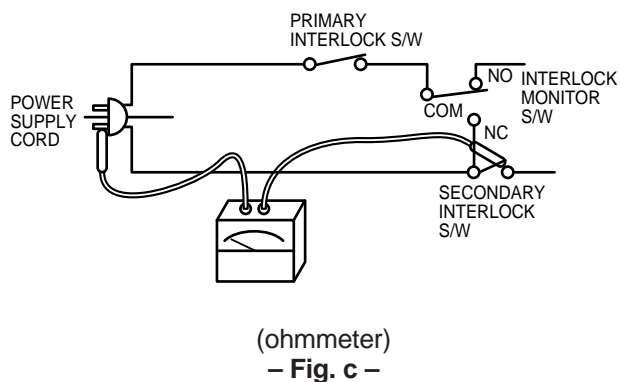 PRIMARY
INTERLOCK S/W
POWER
SUPPLY
CORD
NO
COM
NC
INTERLOCK
MONITOR
S/W
SECONDARY
INTERLOCK
S/W
(ohmmeter)
– Fig. c –